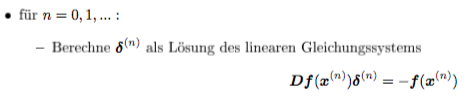 • für n = 0, 1, ... :
– Berechne δ⁽ⁿ⁾ als Lösung des linearen Gleichungssystems
Df(x⁽ⁿ⁾)δ⁽ⁿ⁾ = −f(x⁽ⁿ⁾)